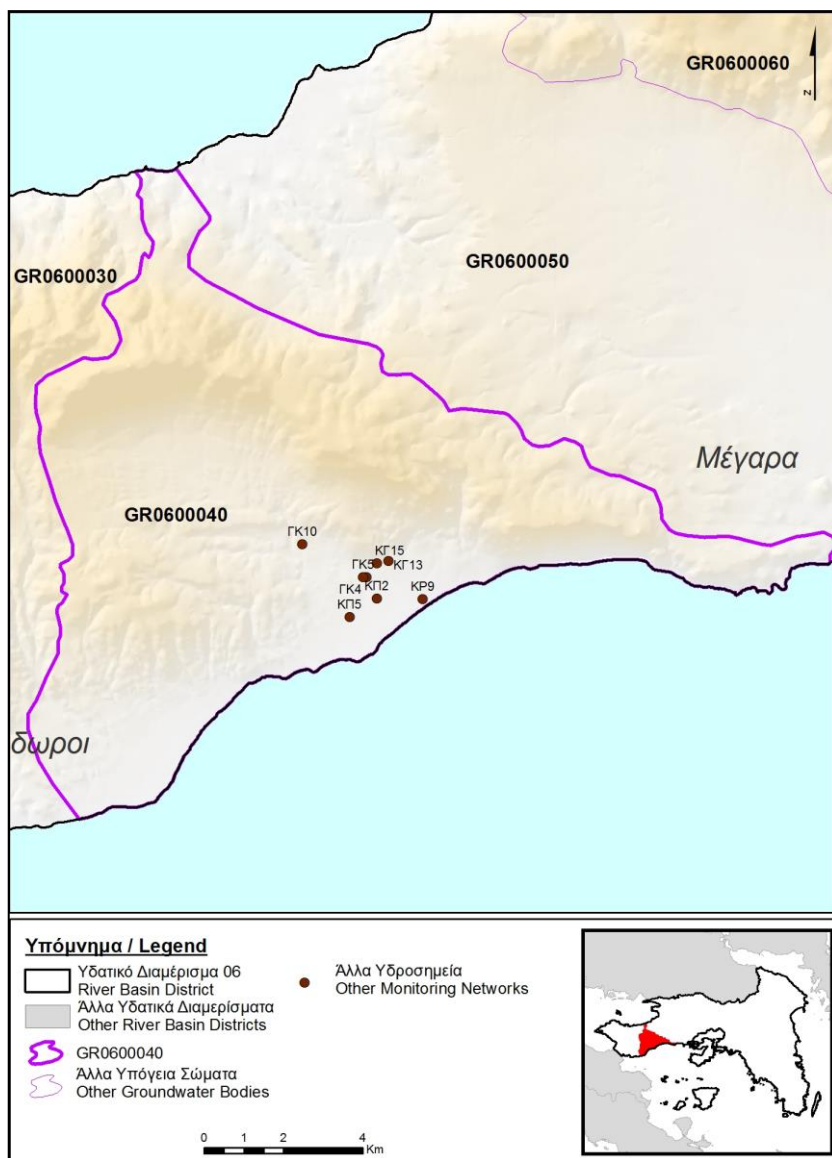 GR0600060
z
GR0600050
GR0600030
Μέγαρα
GR0600040
ΓΚ10
ΚΓ15
ΓΚ5
ΚΓ13
ΓΚ4
ΚΠ2
ΚΡ9
ΚΠ5
δωροι
Υπόμνημα / Legend
Υδατικό Διαμέρισμα 06
River Basin District
Άλλα Υδατικά Διαμερίσματα
Other River Basin Districts
GR0600040
Άλλα Υπόγεια Σώματα
Other Groundwater Bodies
Άλλα Υδροσημεία
Other Monitoring Networks
0 1 2 4
Km